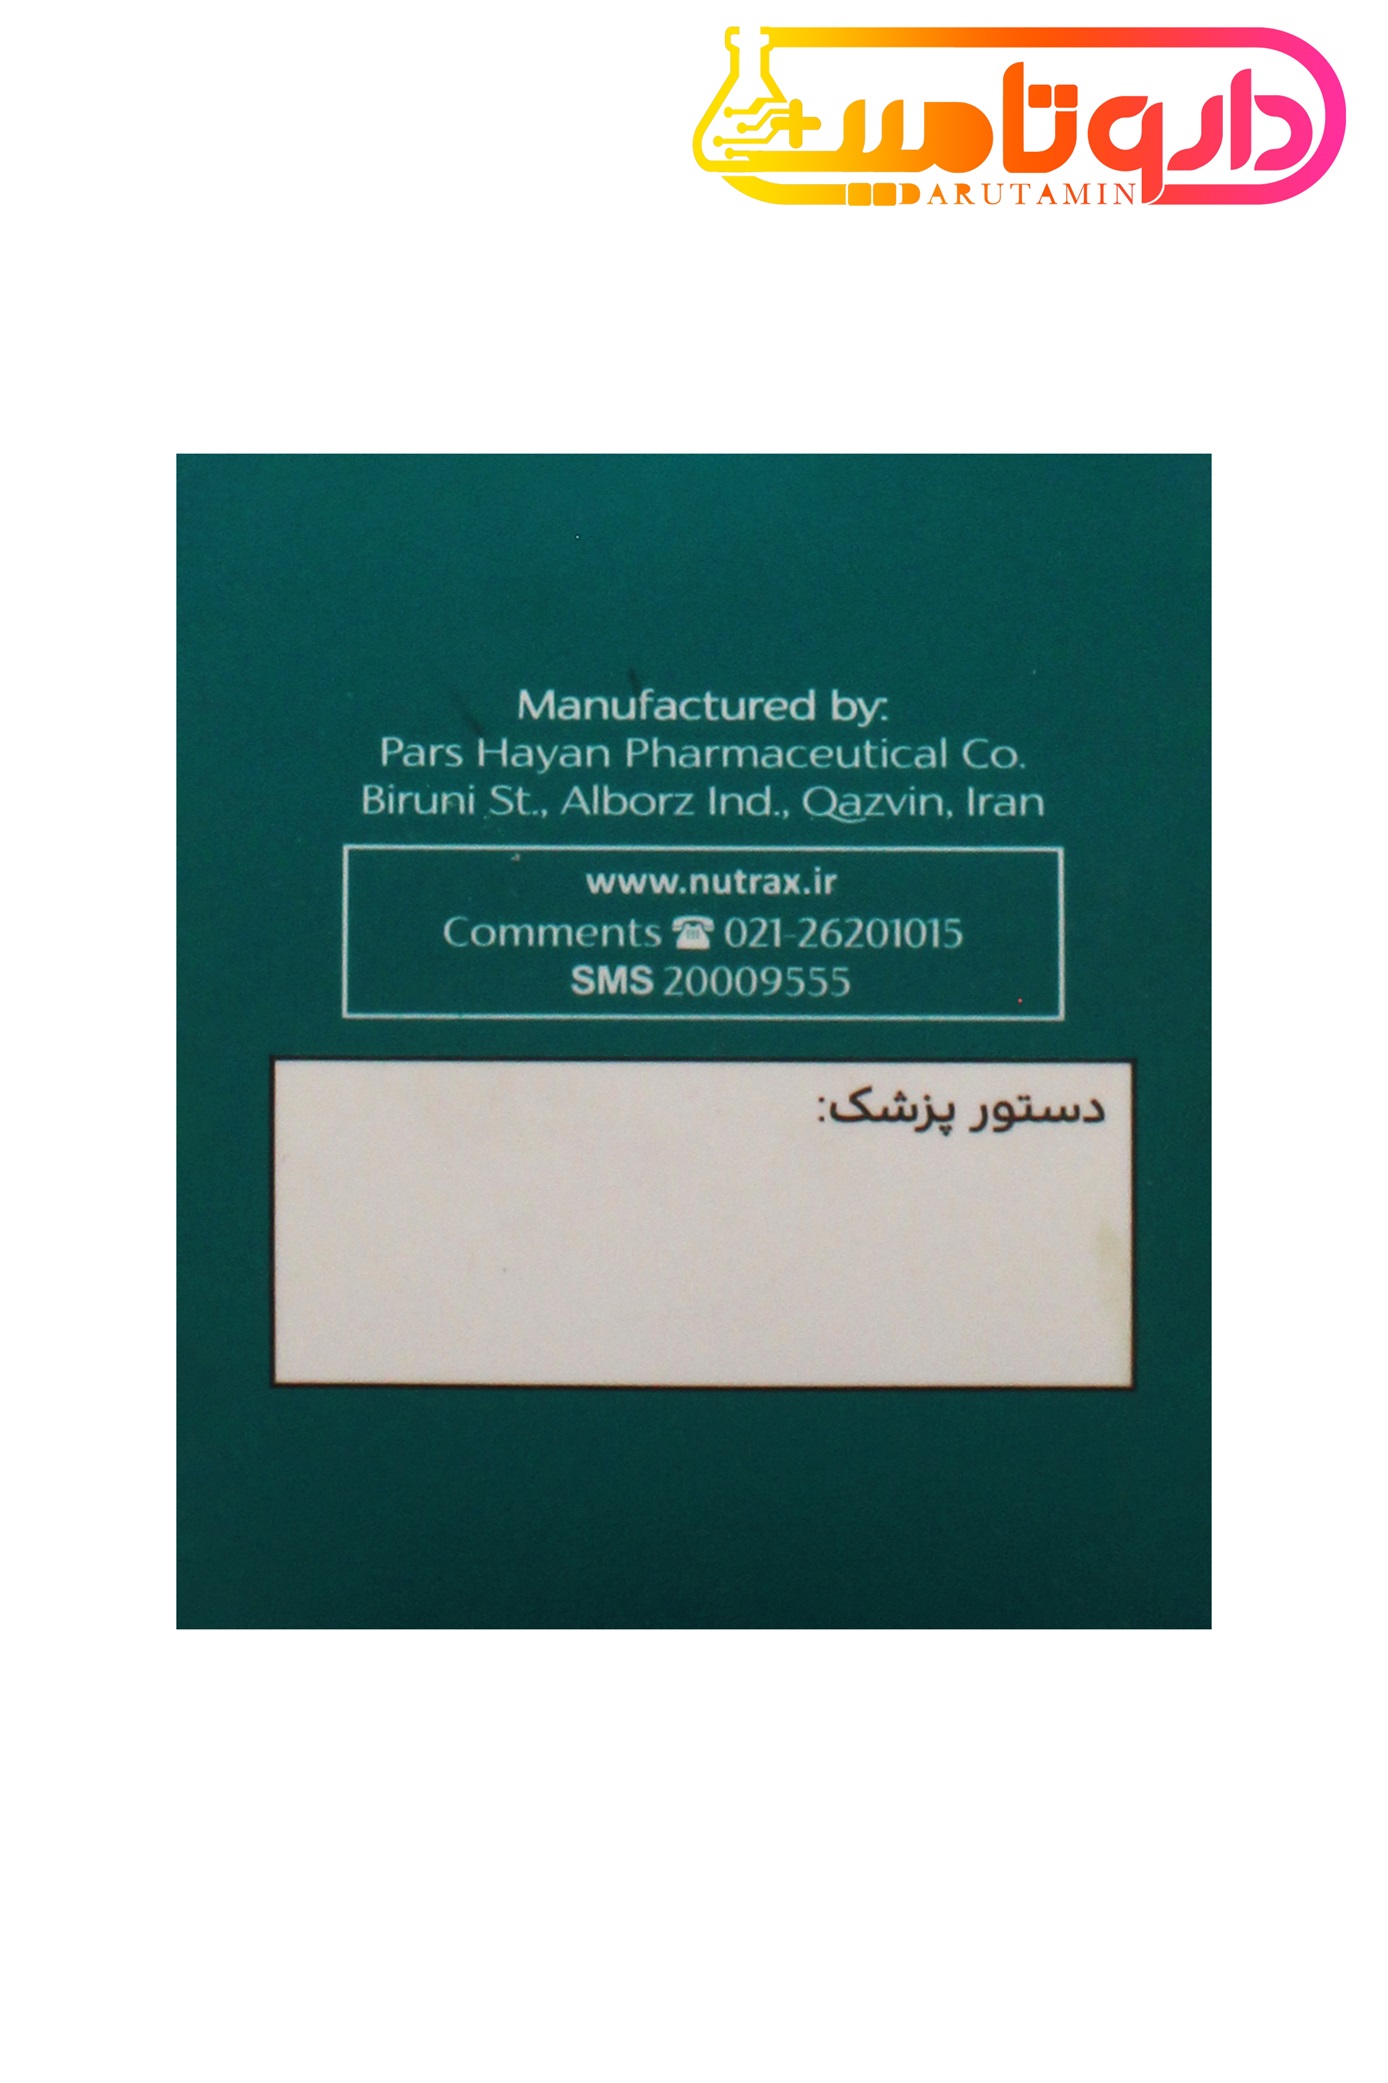 داروتامین
DARUTAMIN
Manufactured by:
Pars Hayan Pharmaceutical Co.
Biruni St., Alborz Ind., Qazvin, Iran
www.nutrax.ir
Comments ☎ 021-26201015
SMS 20009555
دستور پزشک: